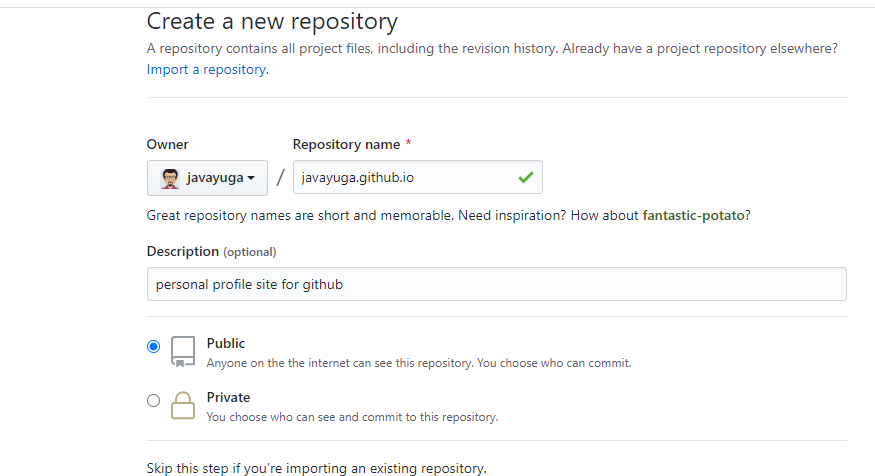 Create a new repository
A repository contains all project files, including the revision history. Already have a project repository elsewhere?
Import a repository.
Owner
Repository name *
javayuga
/
javayuga.github.io
Great repository names are short and memorable. Need inspiration? How about fantastic-potato?
Description (optional)
personal profile site for github
Public
Anyone on the the internet can see this repository. You choose who can commit.
Private
You choose who can see and commit to this repository.
Skip this step if you're importing an existing repository.